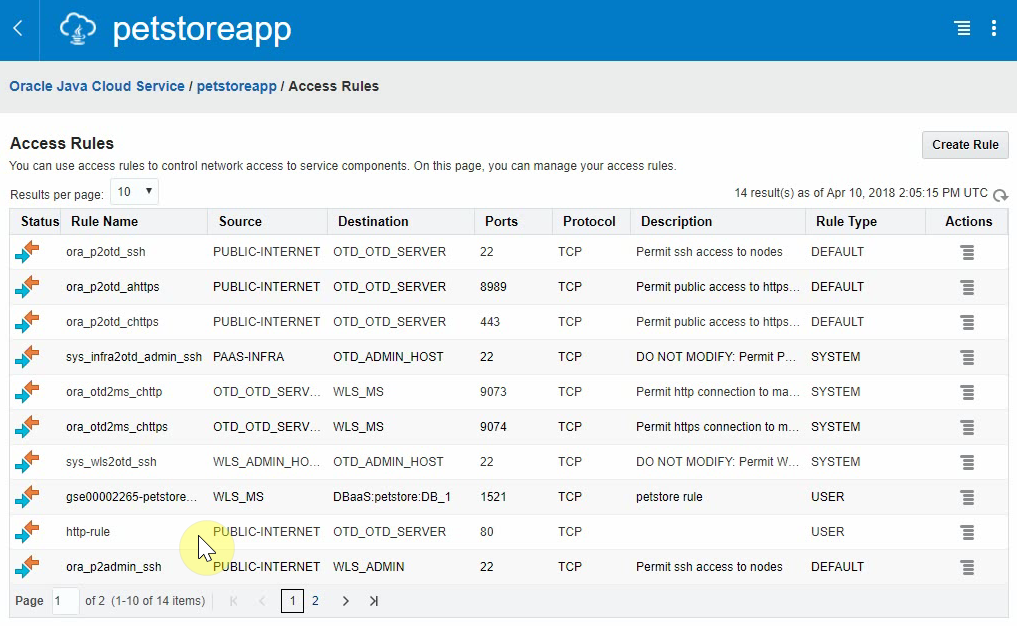 petstoreapp
Oracle Java Cloud Service / petstoreapp / Access Rules
Access Rules
Create Rule
You can use access rules to control network access to service components. On this page, you can manage your access rules.
Results per page: 10
14 result(s) as of Apr 10, 2018 2:05:15 PM UTC
Status Rule Name Source Destination Ports Protocol Description Rule Type Actions
ora_p2otd_ssh PUBLIC-INTERNET OTD_OTD_SERVER 22 TCP Permit ssh access to nodes DEFAULT
ora_p2otd_ahttps PUBLIC-INTERNET OTD_OTD_SERVER 8989 TCP Permit public access to https... DEFAULT
ora_p2otd_chttps PUBLIC-INTERNET OTD_OTD_SERVER 443 TCP Permit public access to https... DEFAULT
sys_infra2otd_admin_ssh PAAS-INFRA OTD_ADMIN_HOST 22 TCP DO NOT MODIFY: Permit P... SYSTEM
ora_otd2ms_chttp OTD_OTD_SERV... WLS_MS 9073 TCP Permit http connection to ma... SYSTEM
ora_otd2ms_chttps OTD_OTD_SERV... WLS_MS 9074 TCP Permit https connection to m... SYSTEM
sys_wls2otd_ssh WLS_ADMIN_HO... OTD_ADMIN_HOST 22 TCP DO NOT MODIFY: Permit W... SYSTEM
gse00002265-petstore... WLS_MS DBaaS:petstore:DB_1 1521 TCP petstore rule USER
http-rule PUBLIC-INTERNET OTD_OTD_SERVER 80 TCP USER
ora_p2admin_ssh PUBLIC-INTERNET WLS_ADMIN 22 TCP Permit ssh access to nodes DEFAULT
Page 1 of 2 (1-10 of 14 items) 1 2